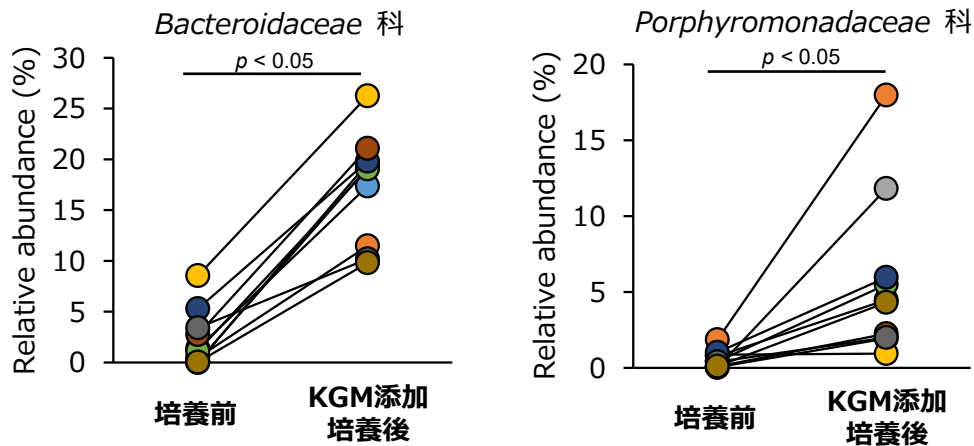 Bacteroidaceae 科
p < 0.05
Relative abundance (%)
30
25
20
15
10
5
0
培養前
KGM添加
培養後
Porphyromonadaceae 科
p < 0.05
Relative abundance (%)
20
15
10
5
0
培養前
KGM添加
培養後